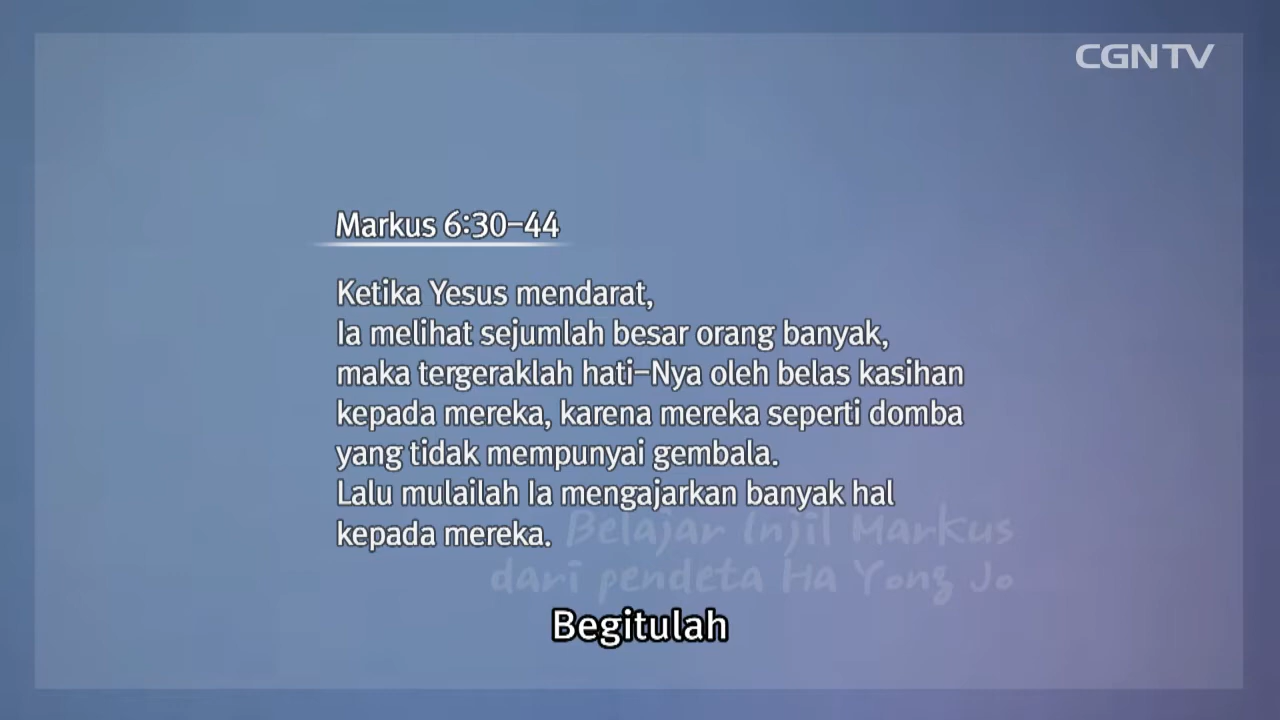 CGNTV
Markus 6:30-44
Ketika Yesus mendarat,
Ia melihat sejumlah besar orang banyak,
maka tergeraklah hati-Nya oleh belas kasihan
kepada mereka, karena mereka seperti domba
yang tidak mempunyai gembala.
Lalu mulailah Ia mengajarkan banyak hal
kepada mereka.
Belajar Injil Markus
dari pendeta Ha Yong Jo
Begitulah